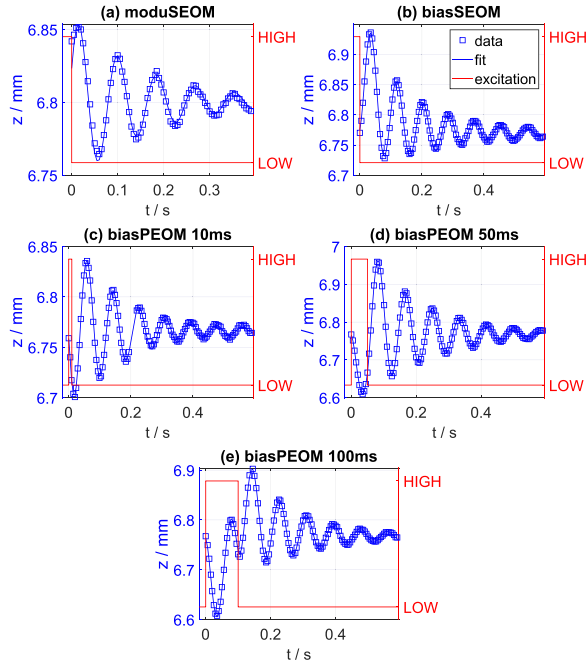 (a) moduSEOM
6.85
6.8
6.75
z / mm
HIGH
LOW
0
0.1
0.2
0.3
t / s
(b) biasSEOM
6.9
6.8
6.7
z / mm
data
fit
excitation
HIGH
LOW
0
0.2
0.4
t / s
(c) biasPEOM 10ms
6.85
6.8
6.75
6.7
z / mm
HIGH
LOW
0
0.2
0.4
t / s
(d) biasPEOM 50ms
7
6.9
6.8
6.7
6.6
z / mm
HIGH
LOW
0
0.2
0.4
t / s
(e) biasPEOM 100ms
6.9
6.8
6.7
6.6
z / mm
HIGH
LOW
0
0.2
0.4
t / s